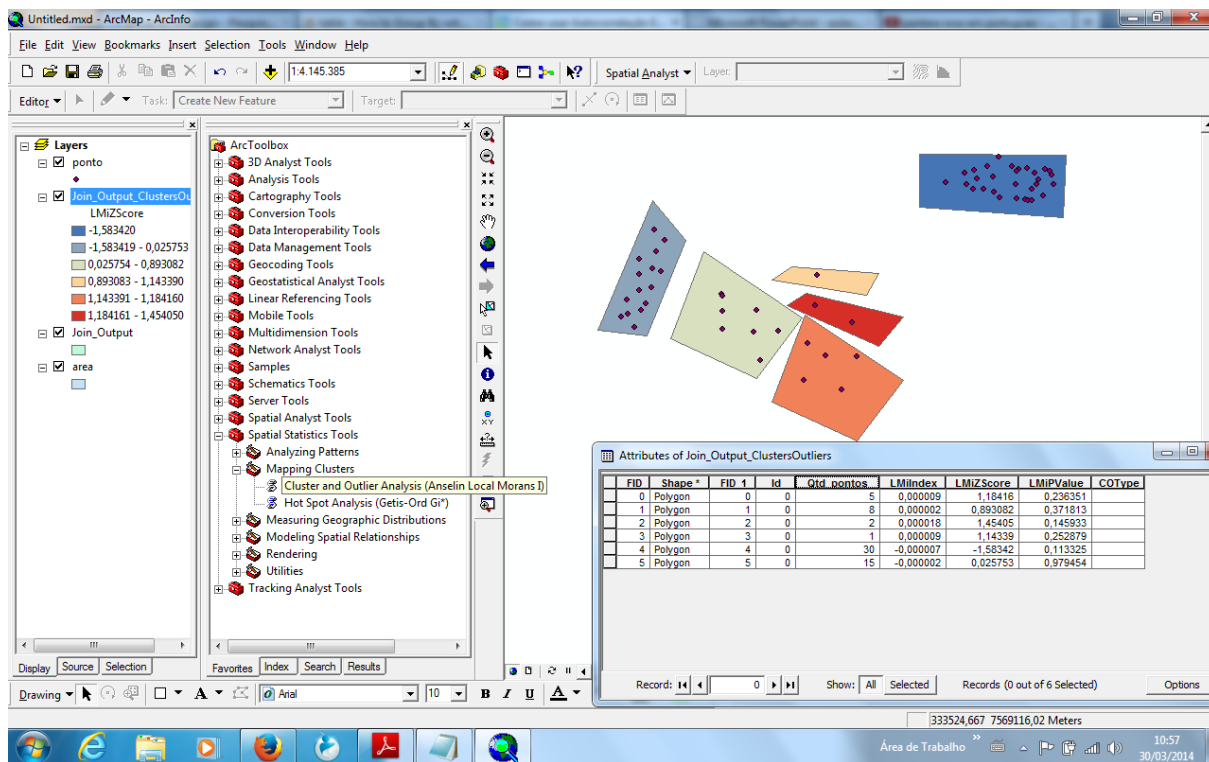 Untitled.mxd - ArcMap - ArcInfo
File Edit View Bookmarks Insert Selection Tools Window Help
1:4.145.385
Spatial Analyst
Layer:
Editor
Task: Create New Feature
Target:
Layers
ponto
Join_Output_ClustersOu
LMiZScore
-1,583420
-1,583419 - 0,025753
0,025754 - 0,893082
0,893083 - 1,143390
1,143391 - 1,184160
1,184161 - 1,454050
Join_Output
area
Display Source Selection
ArcToolbox
3D Analyst Tools
Analysis Tools
Cartography Tools
Conversion Tools
Data Interoperability Tools
Data Management Tools
Geocoding Tools
Geostatistical Analyst Tools
Linear Referencing Tools
Mobile Tools
Multidimension Tools
Network Analyst Tools
Samples
Schematics Tools
Server Tools
Spatial Analyst Tools
Spatial Statistics Tools
Analyzing Patterns
Mapping Clusters
Cluster and Outlier Analysis (Anselin Local Morans I)
Hot Spot Analysis (Getis-Ord Gi*)
Measuring Geographic Distributions
Modeling Spatial Relationships
Rendering
Utilities
Tracking Analyst Tools
Favorites Index Search Results
XY
Attributes of Join_Output_ClustersOutliers
FID Shape * FID_1 Id Qtd_pontos LMiIndex LMiZScore LMiPValue COType
0 Polygon 0 0 5 0,000009 1,18416 0,236351
1 Polygon 1 0 8 0,000002 0,893082 0,371813
2 Polygon 2 0 2 0,000018 1,45405 0,145933
3 Polygon 3 0 1 0,000009 1,14339 0,252879
4 Polygon 4 0 30 -0,000007 -1,58342 0,113325
5 Polygon 5 0 15 -0,000002 0,025753 0,979454
Record: 0 Show: All Selected Records (0 out of 6 Selected) Options
Drawing A Arial 10 B I U A
333524,667 7569116,02 Meters
Área de Trabalho
10:57
30/03/2014